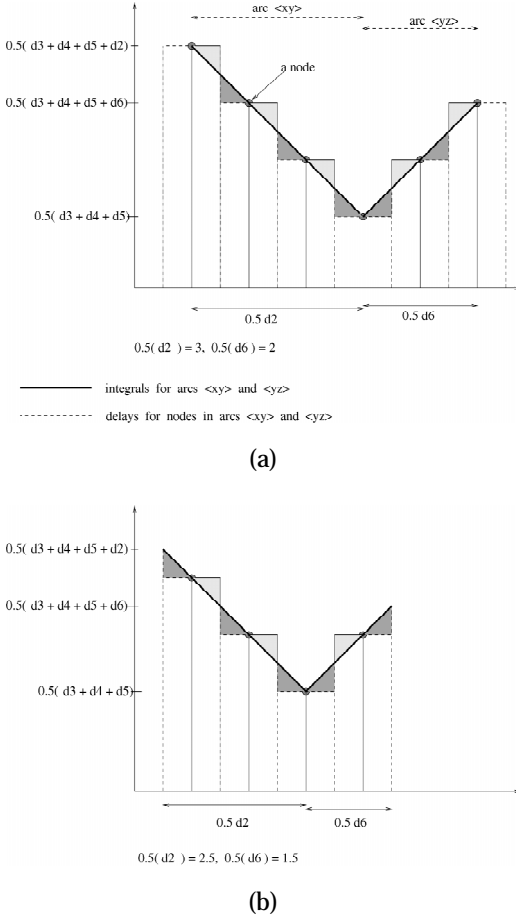 arc <xy>
arc <yz>
0.5( d3 + d4 + d5 + d2)
a node
0.5( d3 + d4 + d5 + d6)
0.5( d3 + d4 + d5)
0.5 d2
0.5 d6
0.5( d2 ) = 3, 0.5( d6 ) = 2
integrals for arcs <xy> and <yz>
delays for nodes in arcs <xy> and <yz>
(a)
0.5( d3 + d4 + d5 + d2)
0.5( d3 + d4 + d5 + d6)
0.5( d3 + d4 + d5)
0.5 d2
0.5 d6
0.5( d2 ) = 2.5, 0.5( d6 ) = 1.5
(b)